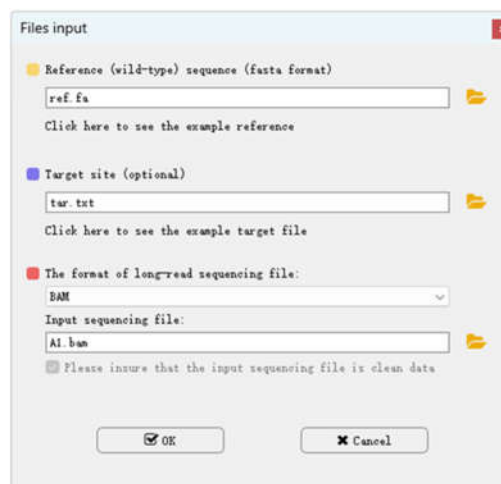 Files input
Reference (wild-type) sequence (fasta format)
ref.fa
Click here to see the example reference
Target site (optional)
tar.txt
Click here to see the example target file
The format of long-read sequencing file:
BAM
Input sequencing file:
A1.bam
Please insure that the input sequencing file is clean data
OK
Cancel